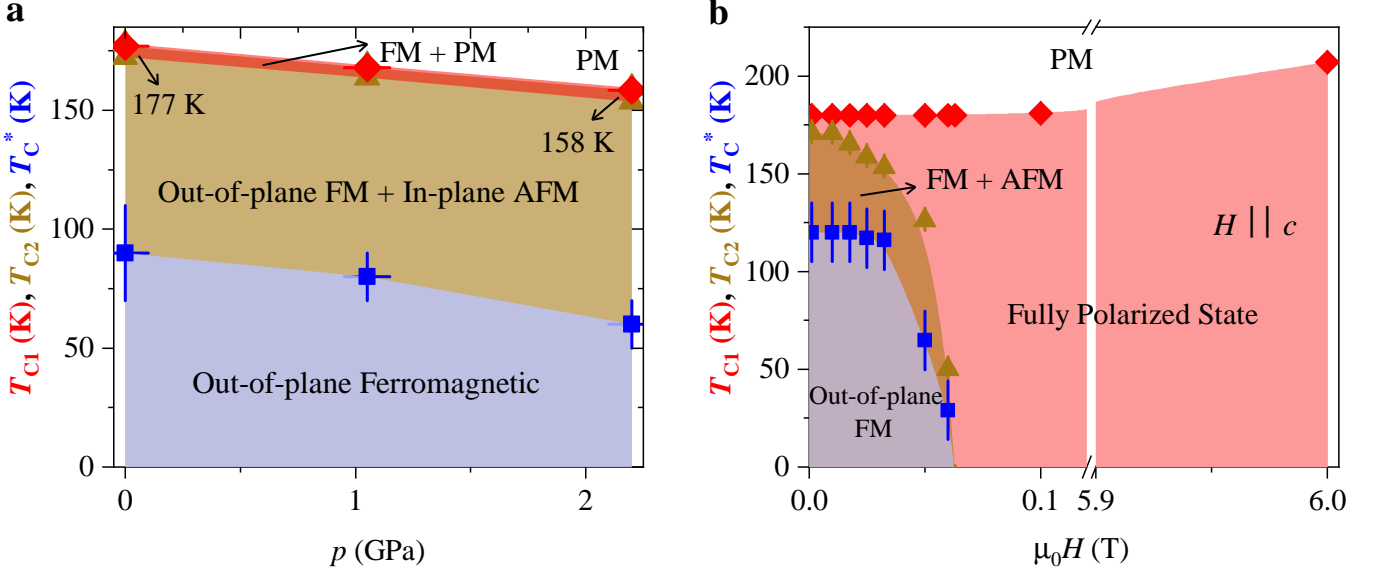 a
T_C1 (K), T_C2 (K), T_C^* (K)
150
100
50
0
FM + PM
PM
177 K
158 K
Out-of-plane FM + In-plane AFM
Out-of-plane Ferromagnetic
0
1
2
p (GPa)
b
T_C1 (K), T_C2 (K), T_C^* (K)
200
150
100
50
0
PM
FM + AFM
H || c
Fully Polarized State
Out-of-plane
FM
0.0
0.1
5.9
6.0
μ₀H (T)